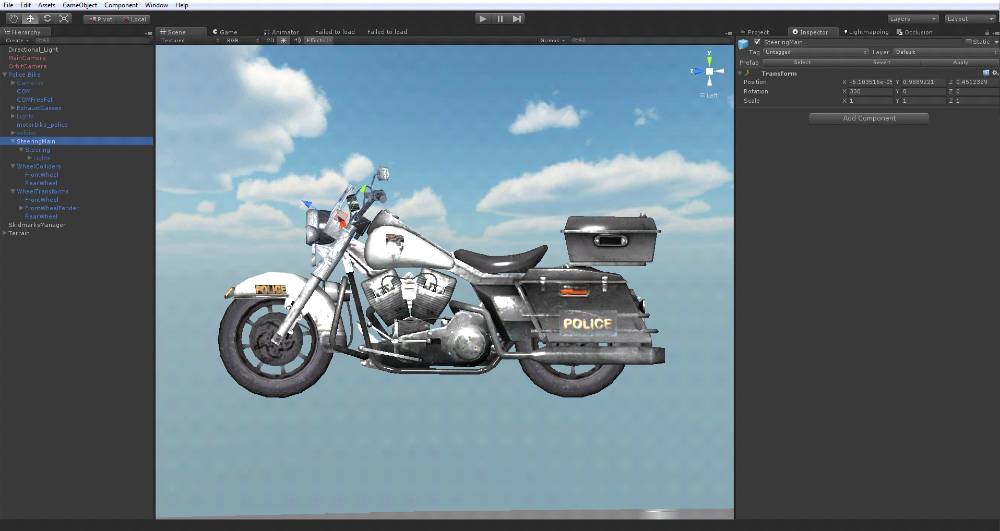 File Edit Assets GameObject Component Window Help
Pivot Local Layers Layout
Hierarchy
Create All
Directional_Light
MainCamera
OrbitCamera
Police Bike
Cameras
COM
COMFreeFall
ExhaustGasses
Lights
motorbike_police
soldier
SteeringMain
Steering
Lights
WheelColliders
FrontWheel
RearWheel
WheelTransforms
FrontWheel
FrontWheelFender
RearWheel
SkidmarksManager
Terrain
Scene Game Animator Failed to load Failed to load
Textured RGB 2D Effects Gizmos All
y
z
Left
POLICE
POLICE
Project Inspector Lightmapping Occlusion
SteeringMain Static
Tag Untagged Layer Default
Prefab Select Revert Apply
Transform
Position X -6.103516e-05 Y 0.9889221 Z 0.4512329
Rotation X 330 Y 0 Z 0
Scale X 1 Y 1 Z 1
Add Component